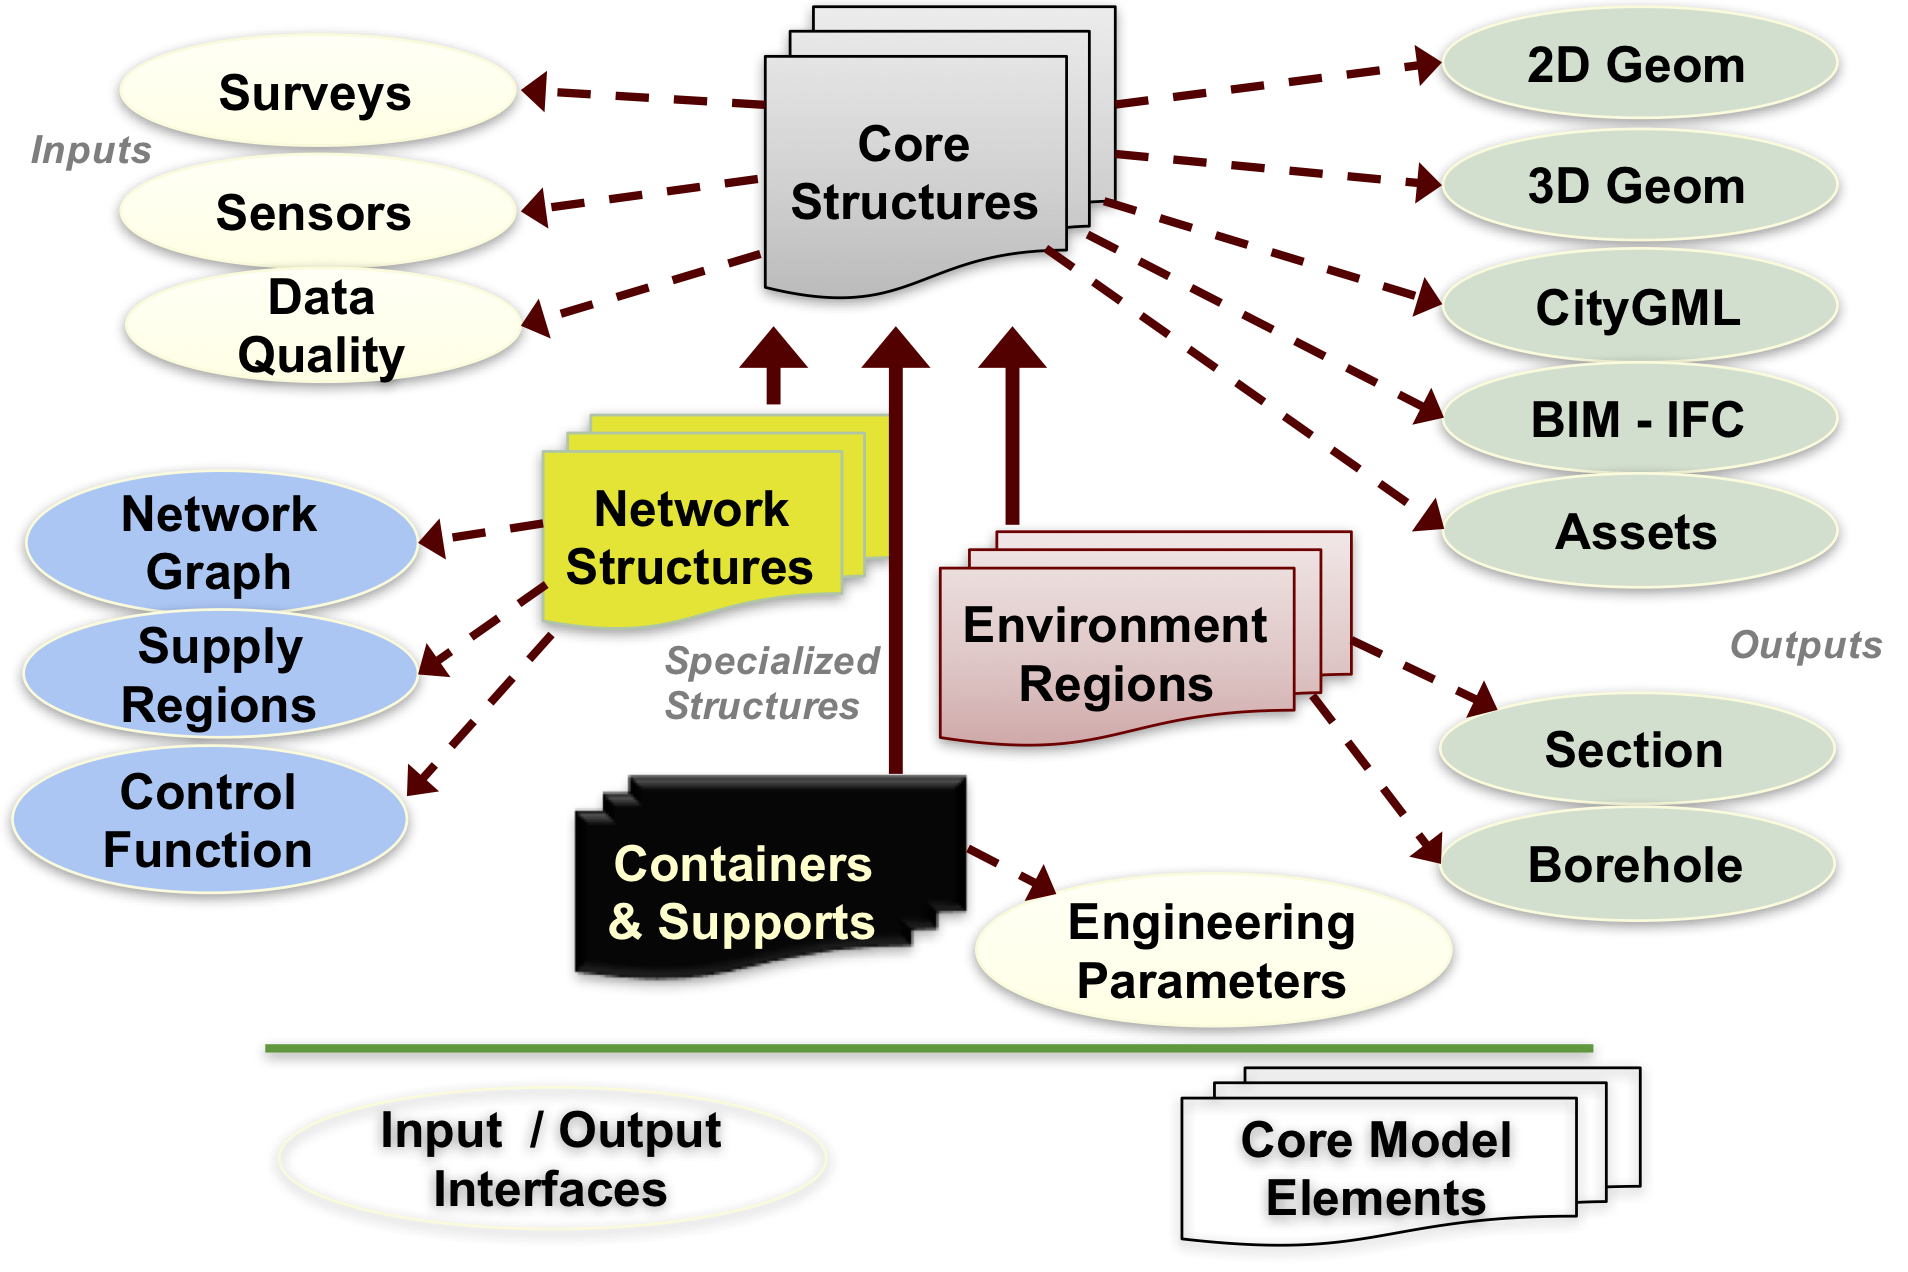 Surveys
Inputs
Sensors
Data
Quality
Core
Structures
2D Geom
3D Geom
CityGML
BIM - IFC
Assets
Network
Graph
Supply
Regions
Control
Function
Network
Structures
Specialized
Structures
Environment
Regions
Outputs
Section
Borehole
Containers
& Supports
Engineering
Parameters
Input / Output
Interfaces
Core Model
Elements